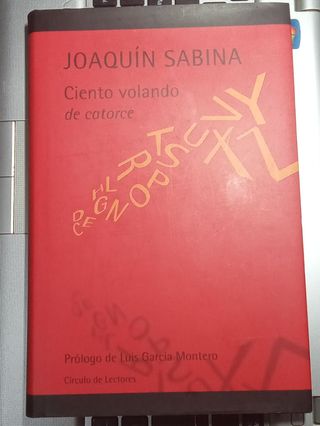 JOAQUÍN SABINA
Ciento volando
de catorce
Prólogo de Luis García Montero
Círculo de Lectores